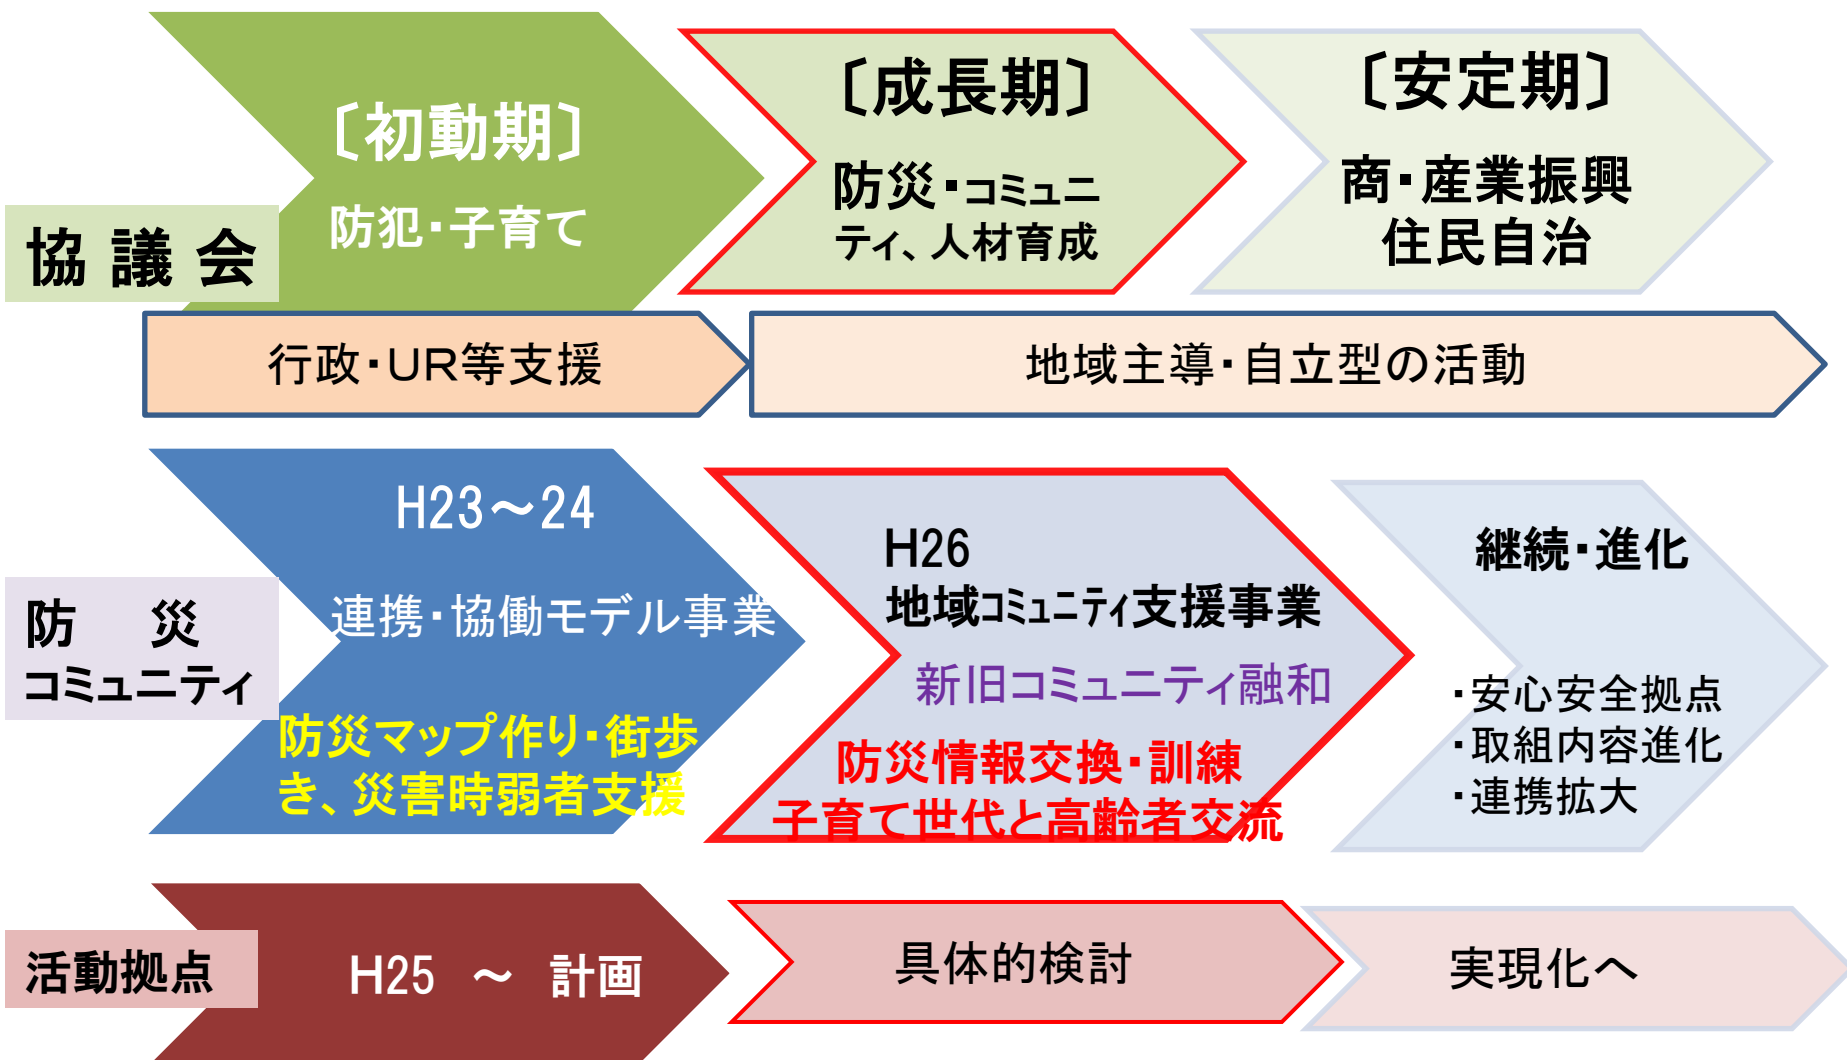 協 議 会
〔初動期〕
防犯・子育て
〔成長期〕
防災・コミュニ
ティ、人材育成
〔安定期〕
商・産業振興
住民自治
行政・UR等支援
地域主導・自立型の活動
防　災
コミュニティ
H23～24
連携・協働モデル事業
防災マップ作り・街歩
き、災害時弱者支援
H26
地域コミュニティ支援事業
新旧コミュニティ融和
防災情報交換・訓練
子育て世代と高齢者交流
継続・進化
・安心安全拠点
・取組内容進化
・連携拡大
活動拠点
H25　～　計画
具体的検討
実現化へ